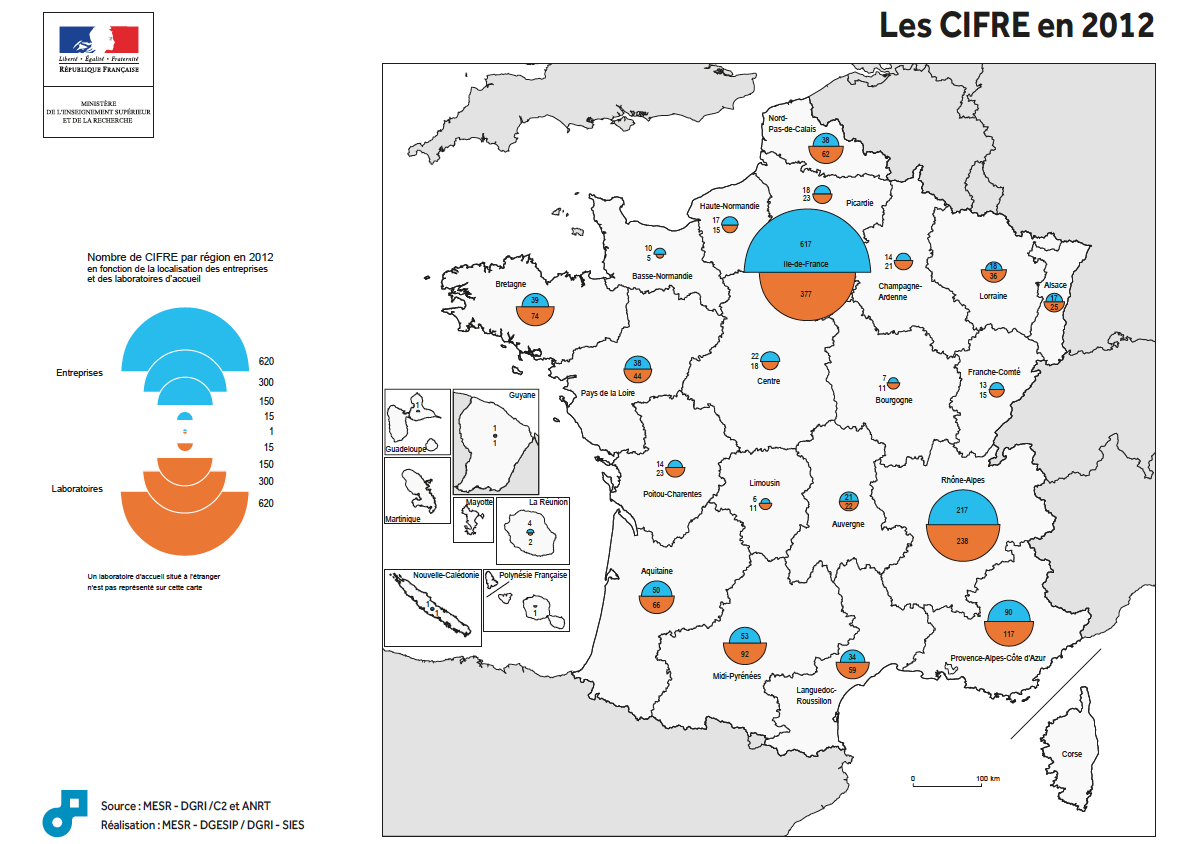 Les CIFRE en 2012
Liberté • Égalité • Fraternité
RÉPUBLIQUE FRANÇAISE
MINISTÈRE
DE L'ENSEIGNEMENT SUPÉRIEUR
ET DE LA RECHERCHE
Nombre de CIFRE par région en 2012
en fonction de la localisation des entreprises
et des laboratoires d'accueil
Entreprises
620
300
150
15
1
15
150
300
620
Laboratoires
Un laboratoire d'accueil situé à l'étranger
n'est pas représenté sur cette carte
Source : MESR - DGRI /C2 et ANRT
Réalisation : MESR - DGESIP / DGRI - SIES
Nord-
Pas-de-Calais
38
62
18
23
Picardie
Haute-Normandie
17
15
10
5
Basse-Normandie
617
Ile-de-France
377
14
21
Champagne-
Ardenne
18
36
Lorraine
Alsace
17
25
Bretagne
39
74
38
44
Pays de la Loire
22
18
Centre
7
11
Bourgogne
Franche-Comté
13
15
14
23
Poitou-Charentes
Limousin
6
11
21
22
Auvergne
Rhône-Alpes
217
238
Aquitaine
50
66
53
92
Midi-Pyrénées
34
59
Languedoc-
Roussillon
90
117
Provence-Alpes-Côte d'Azur
Corse
0
100 km
1
Guadeloupe
Guyane
1
1
Martinique
Mayotte
La Réunion
4
2
Nouvelle-Calédonie
1
1
Polynésie Française
1